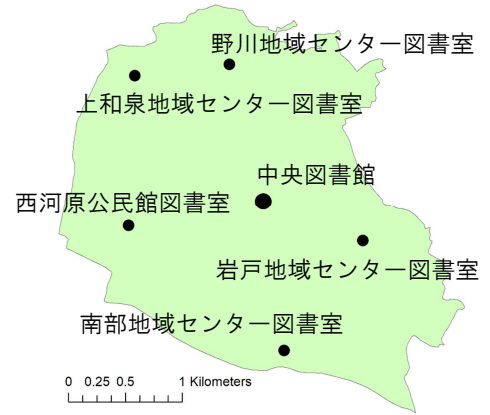 野川地域センター図書室
上和泉地域センター図書室
中央図書館
西河原公民館図書室
岩戸地域センター図書室
南部地域センター図書室
0 0.25 0.5 1 Kilometers